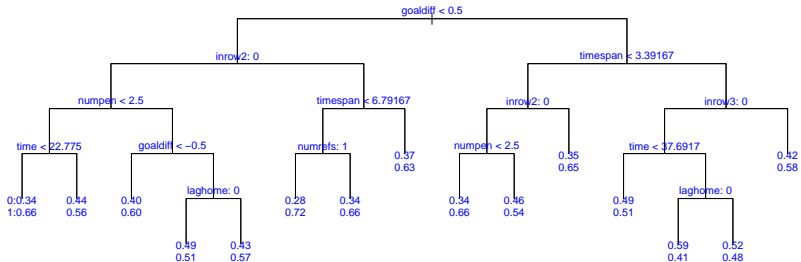 goaldiff < 0.5
inrow2: 0
timespan < 3.39167
numpen < 2.5
timespan < 6.79167
inrow2: 0
inrow3: 0
time < 22.775
goaldiff < −0.5
numrefs: 1
0.37
0.63
numpen < 2.5
0.35
0.65
time < 37.6917
0.42
0.58
0:0.34
1:0.66
0.44
0.56
0.40
0.60
laghome: 0
0.28
0.72
0.34
0.66
0.34
0.66
0.46
0.54
0.49
0.51
laghome: 0
0.49
0.51
0.43
0.57
0.59
0.41
0.52
0.48